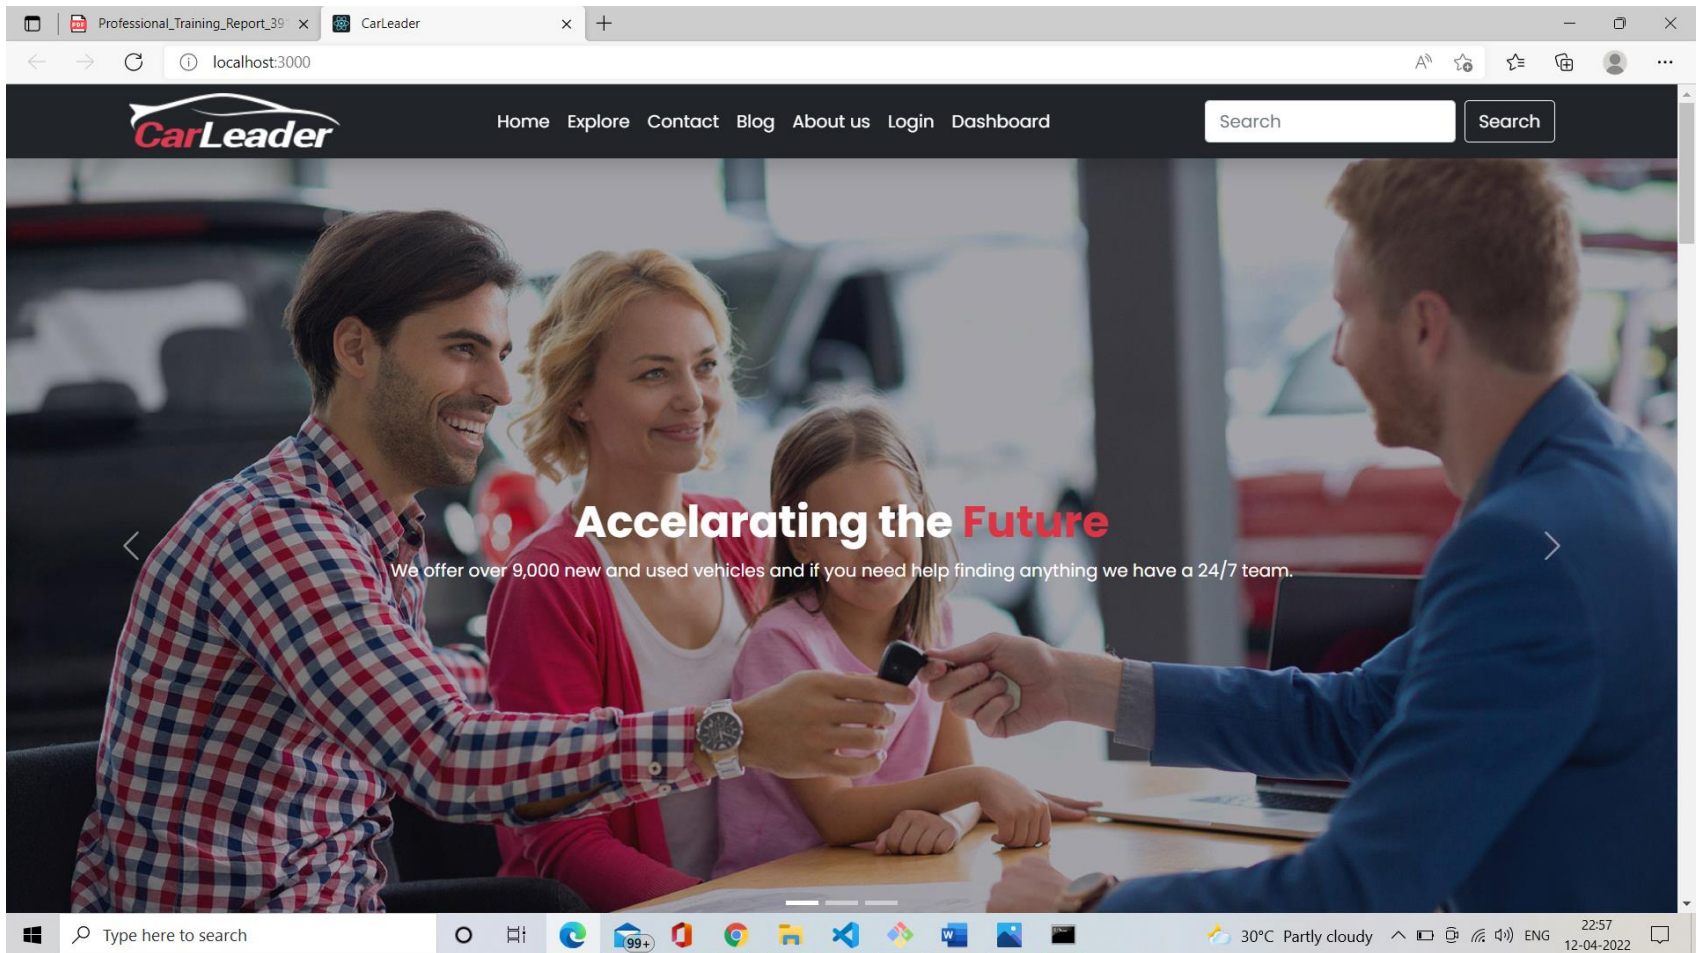 Professional_Training_Report_39
CarLeader
localhost:3000
CarLeader
Home Explore Contact Blog About us Login Dashboard
Search
Search
Accelarating the Future
We offer over 9,000 new and used vehicles and if you need help finding anything we have a 24/7 team.
Type here to search
99+
30°C Partly cloudy
ENG
22:57
12-04-2022